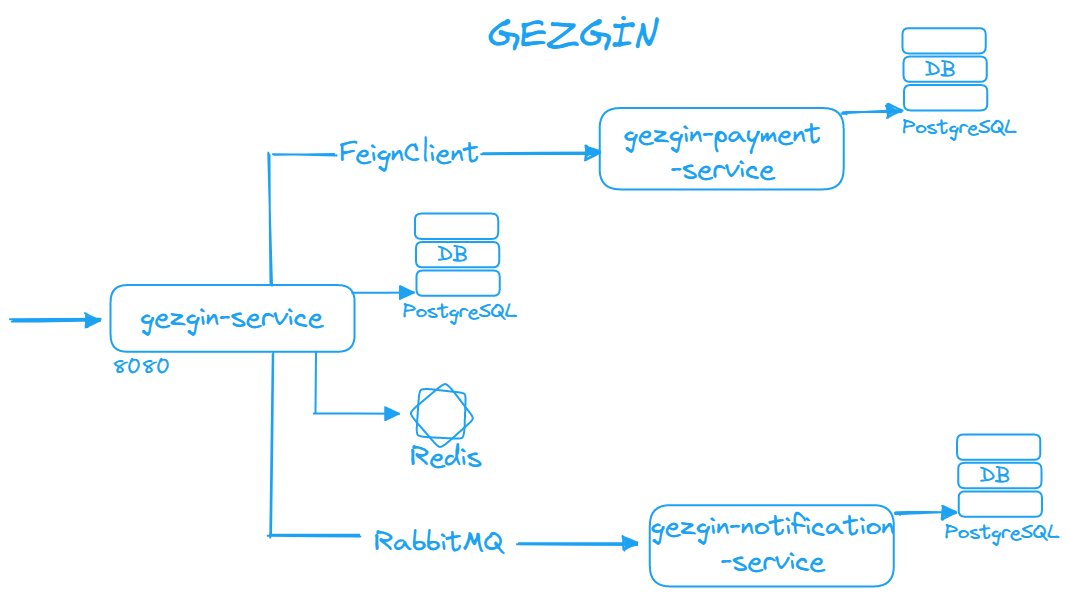 GEZGİN
DB
PostgreSQL
gezgin-payment
-service
FeignClient
DB
PostgreSQL
gezgin-service
8080
Redis
RabbitMQ
gezgin-notification
-service
DB
PostgreSQL